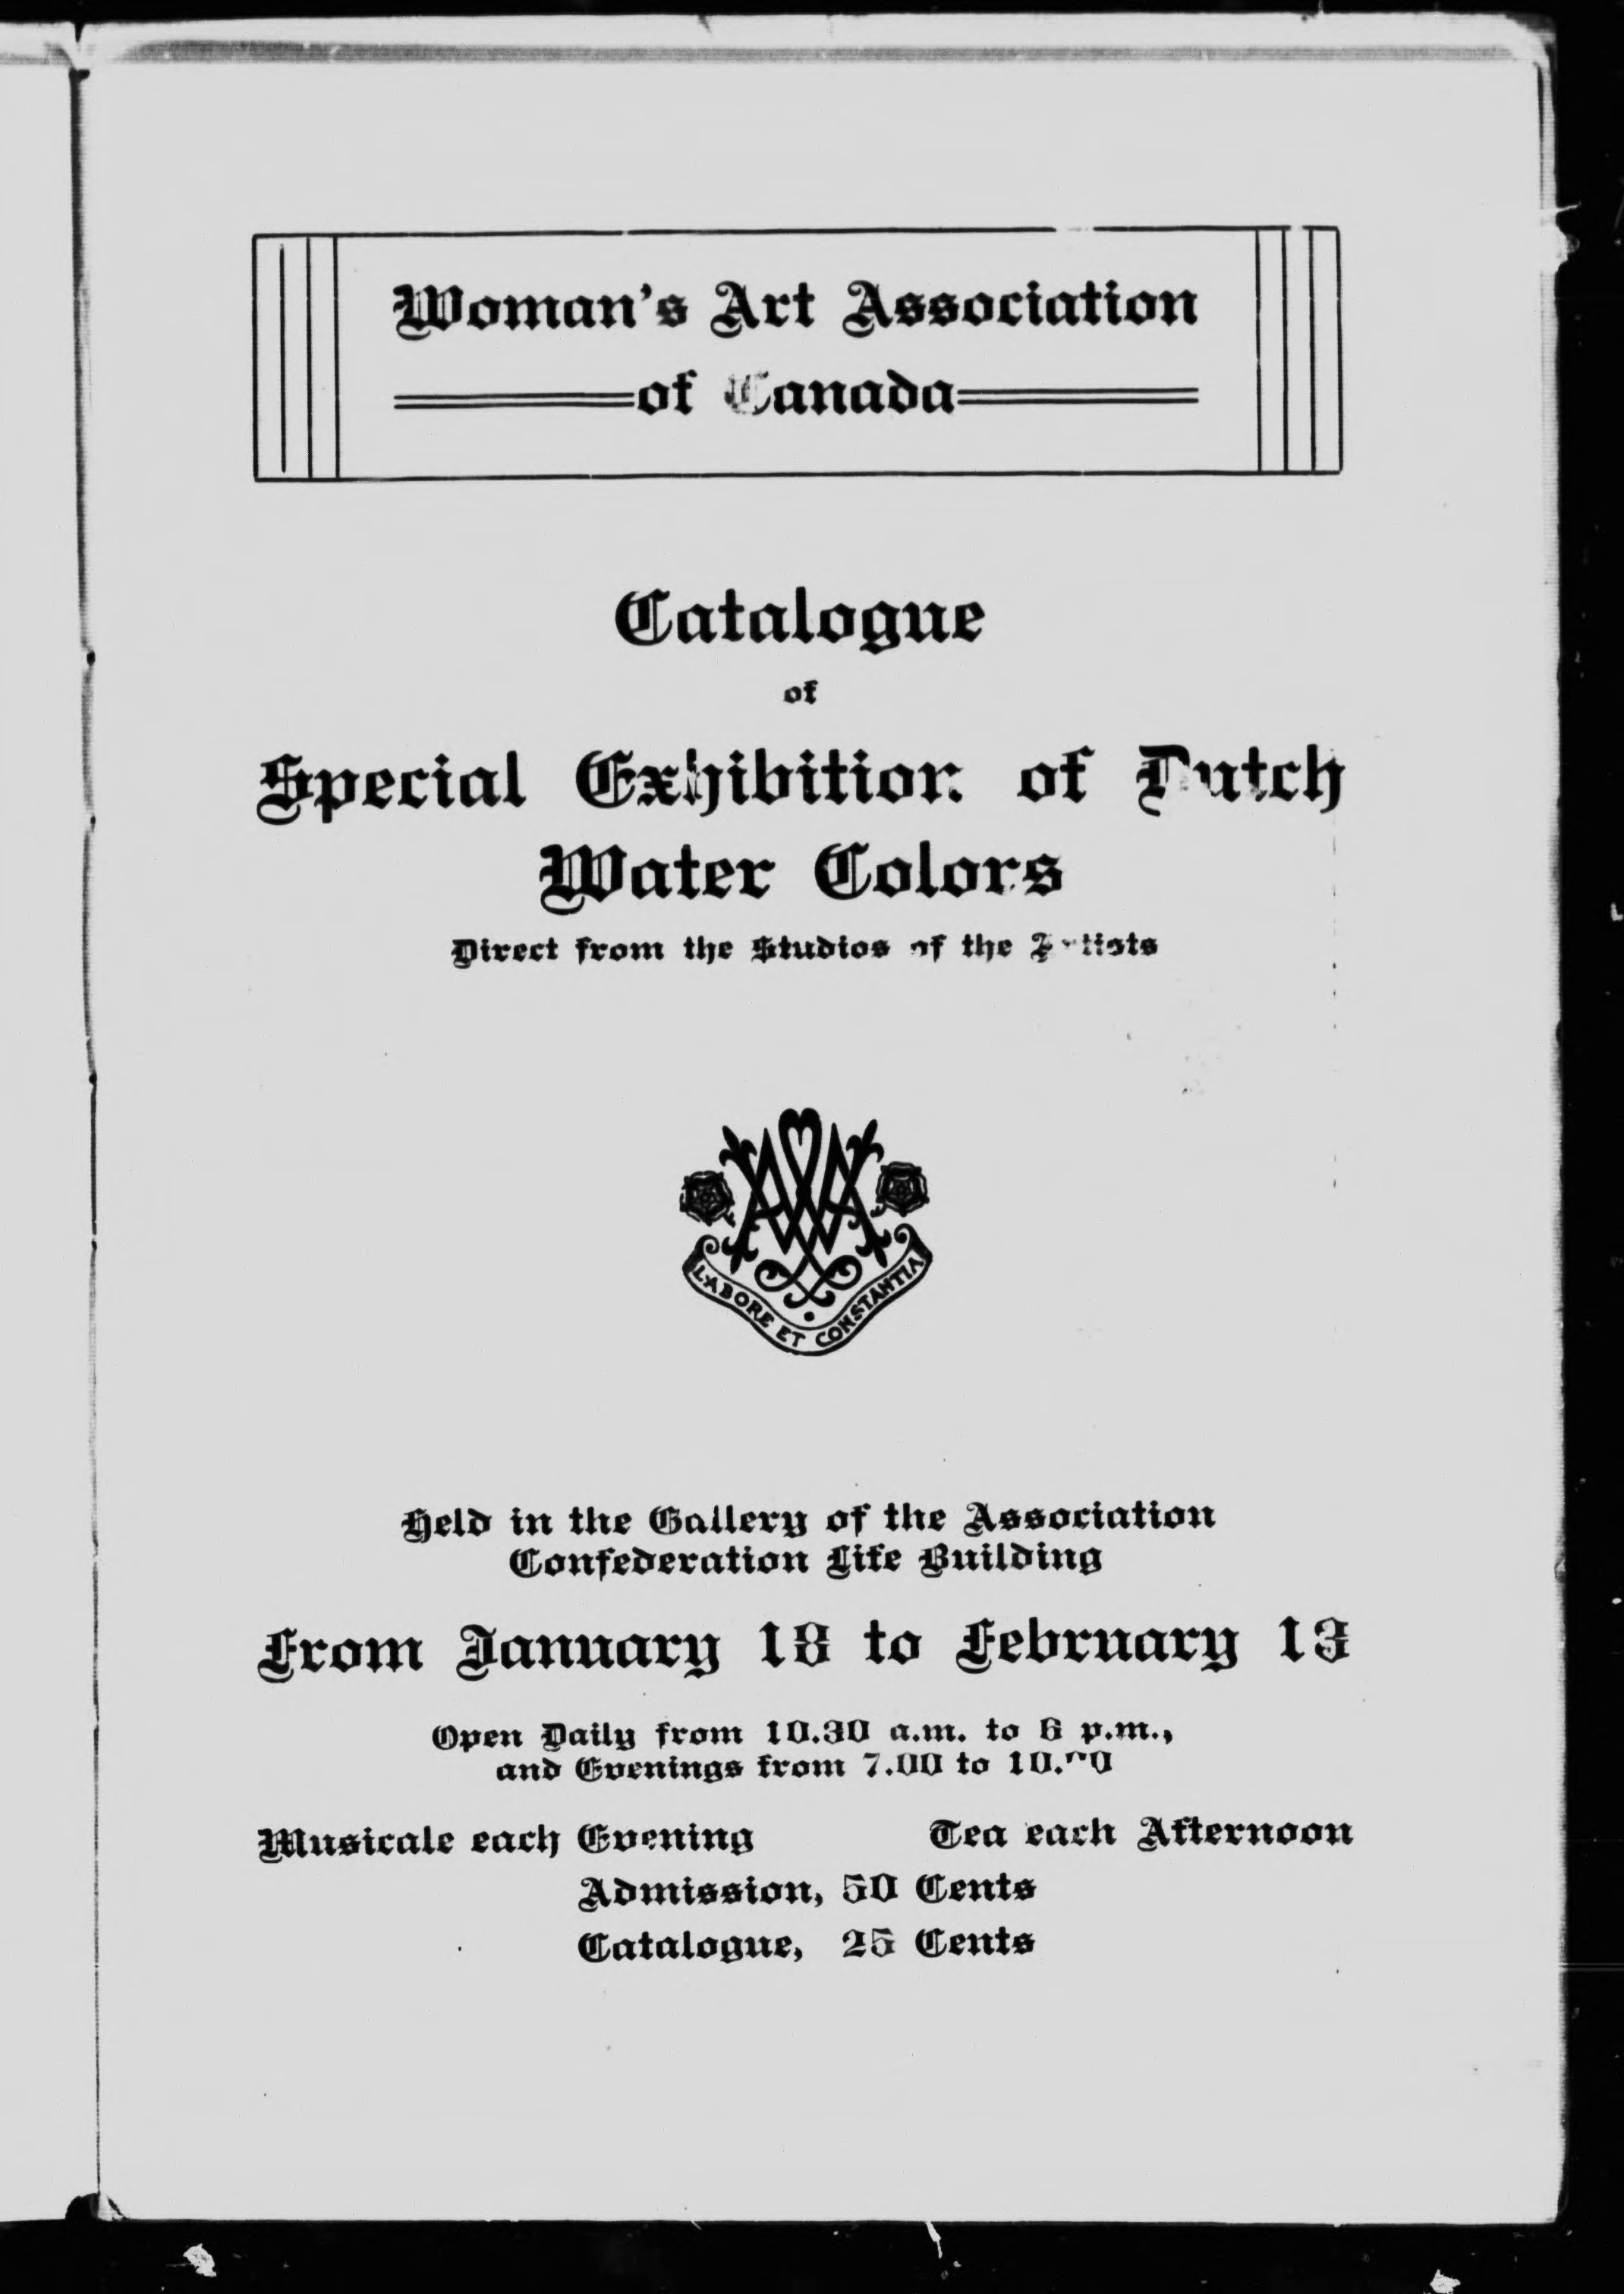 Woman's Art Association
of Canada
Catalogue
of
Special Exhibition of Dutch
Water Colors
Direct from the Studios of the Artists
LABORE ET CONSTANTIA
Held in the Gallery of the Association
Confederation Life Building
From January 18 to February 13
Open Daily from 10.30 a.m. to 6 p.m.,
and Evenings from 7.00 to
Musicale each Evening Tea each Afternoon
Admission, 50 Cents
Catalogue, 25 Cents